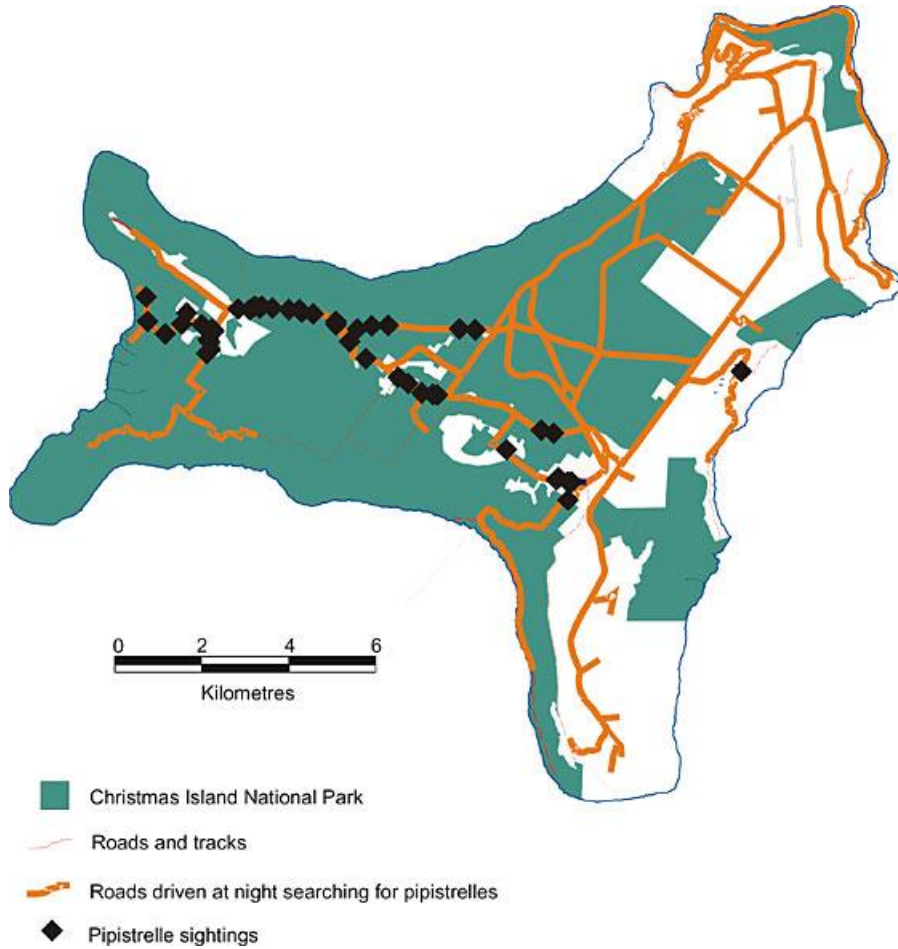 0 2 4 6
Kilometres
Christmas Island National Park
Roads and tracks
Roads driven at night searching for pipistrelles
Pipistrelle sightings